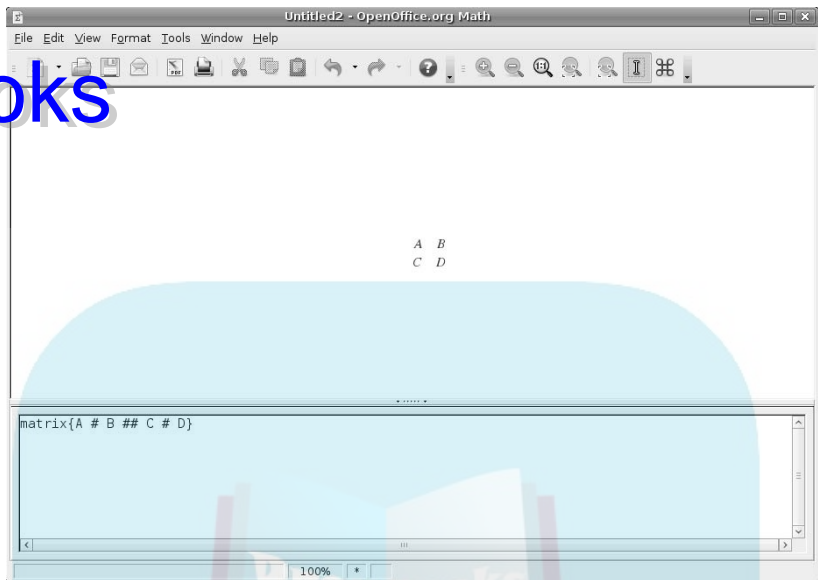 Untitled2 - OpenOffice.org Math
File Edit View Format Tools Window Help
oks
A B
C D
matrix{A # B ## C # D}
100% *